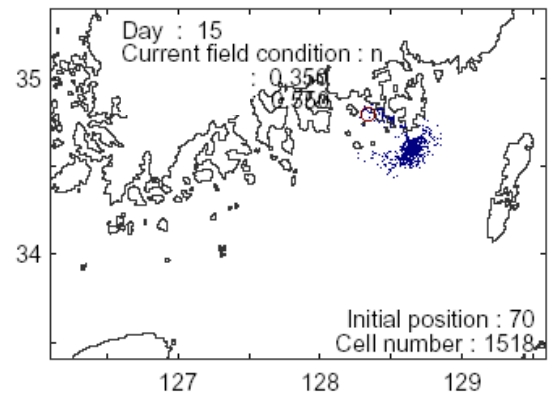 Day : 15
Current field condition : n
35
34
Initial position : 70
Cell number : 1518
127
128
129